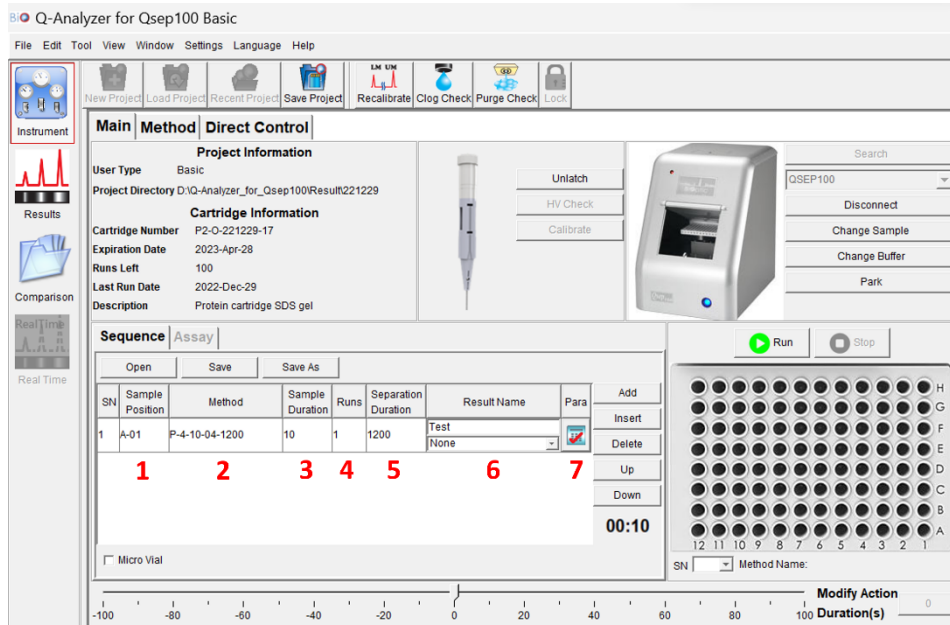 BiO Q-Analyzer for Qsep100 Basic
File Edit Tool View Window Settings Language Help
LM UM
New Project Load Project Recent Project Save Project Recalibrate Clog Check Purge Check Lock
Instrument
Results
Comparison
RealTime
Real Time
Main Method Direct Control
Project Information
User Type Basic
Project Directory D:\Q-Analyzer_for_Qsep100\Result\221229
Cartridge Information
Cartridge Number P2-O-221229-17
Expiration Date 2023-Apr-28
Runs Left 100
Last Run Date 2022-Dec-29
Description Protein cartridge SDS gel
Unlatch
HV Check
Calibrate
Search
QSEP100
Disconnect
Change Sample
Change Buffer
Park
Sequence Assay
Open Save Save As
SN Sample Position Method Sample Duration Runs Separation Duration Result Name Para
1 A-01 P-4-10-04-1200 10 1 1200 Test
None
1 2 3 4 5 6 7
Add
Insert
Delete
Up
Down
00:10
Micro Vial
Run Stop
H
G
F
E
D
C
B
A
12 11 10 9 8 7 6 5 4 3 2 1
SN Method Name:
-100 -80 -60 -40 -20 0 20 40 60 80 100
Modify Action
Duration(s) 0